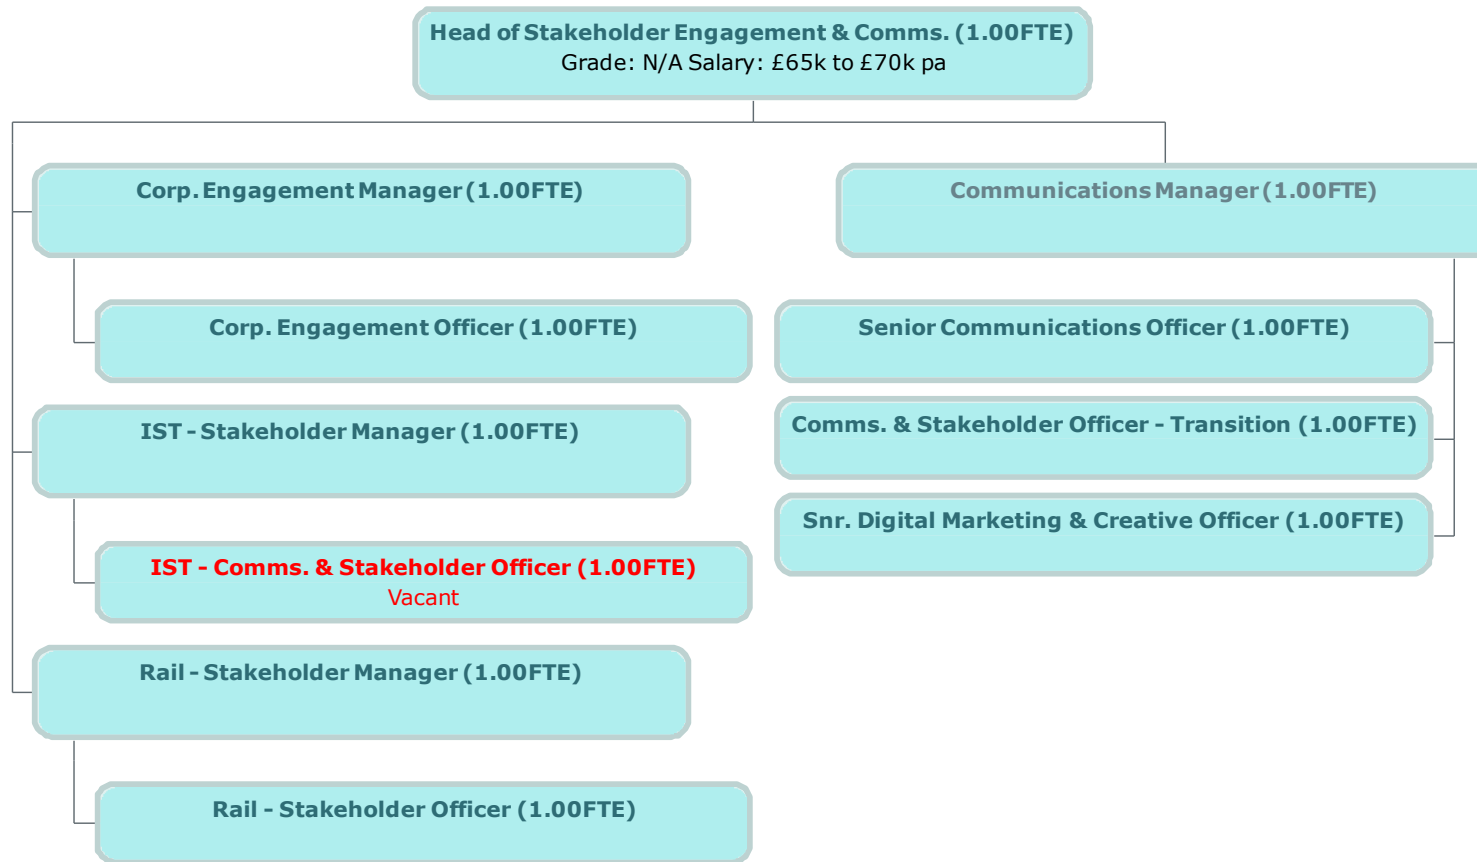 Head of Stakeholder Engagement & Comms. (1.00FTE)
Grade: N/A Salary: £65k to £70k pa
Corp. Engagement Manager (1.00FTE)
Communications Manager (1.00FTE)
Corp. Engagement Officer (1.00FTE)
Senior Communications Officer (1.00FTE)
IST - Stakeholder Manager (1.00FTE)
Comms. & Stakeholder Officer - Transition (1.00FTE)
Snr. Digital Marketing & Creative Officer (1.00FTE)
IST - Comms. & Stakeholder Officer (1.00FTE)
Vacant
Rail - Stakeholder Manager (1.00FTE)
Rail - Stakeholder Officer (1.00FTE)